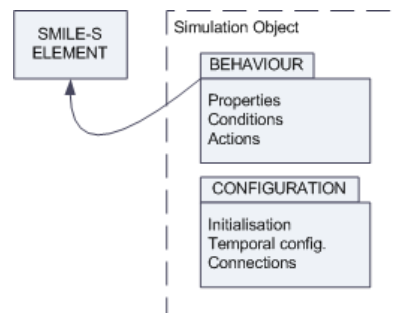 SMILE-S
ELEMENT
Simulation Object
BEHAVIOUR
Properties
Conditions
Actions
CONFIGURATION
Initialisation
Temporal config.
Connections